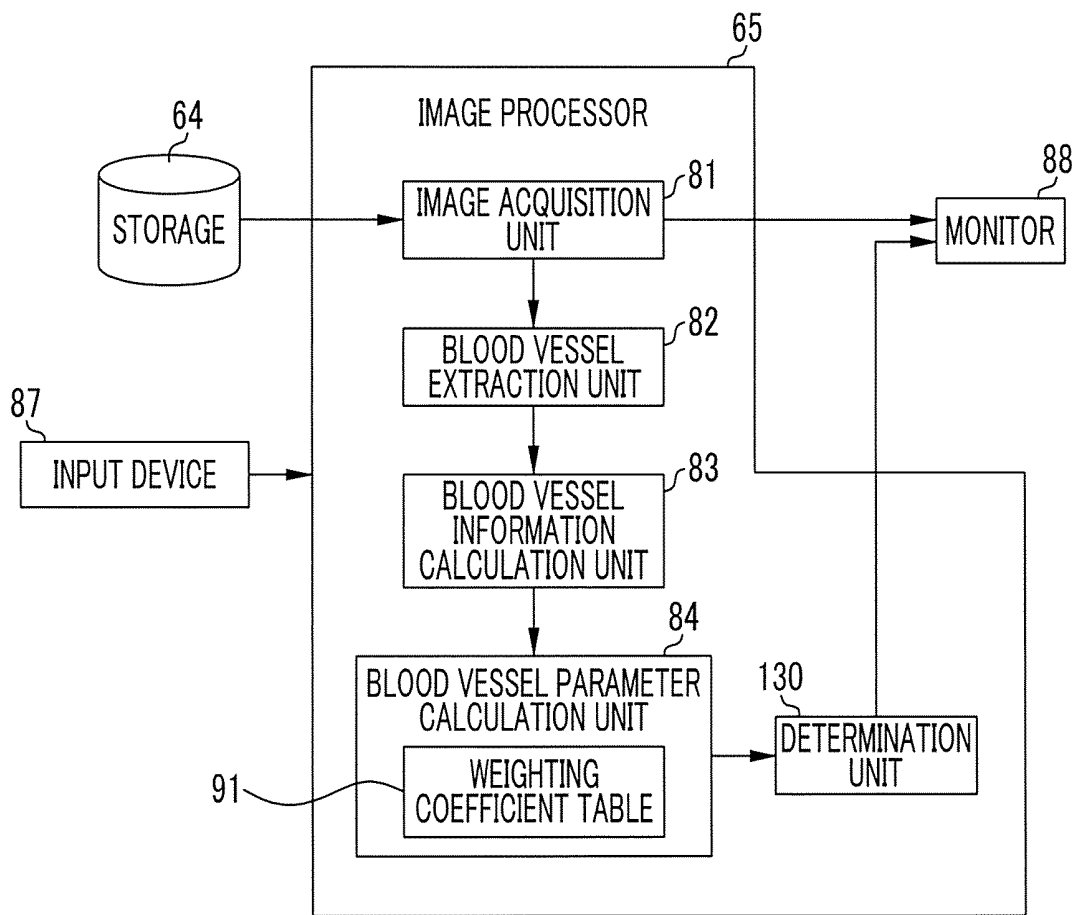 65
IMAGE PROCESSOR
64
STORAGE
81
IMAGE ACQUISITION
UNIT
88
MONITOR
82
BLOOD VESSEL
EXTRACTION UNIT
87
INPUT DEVICE
83
BLOOD VESSEL
INFORMATION
CALCULATION UNIT
84
BLOOD VESSEL PARAMETER
CALCULATION UNIT
91
WEIGHTING
COEFFICIENT TABLE
130
DETERMINATION
UNIT